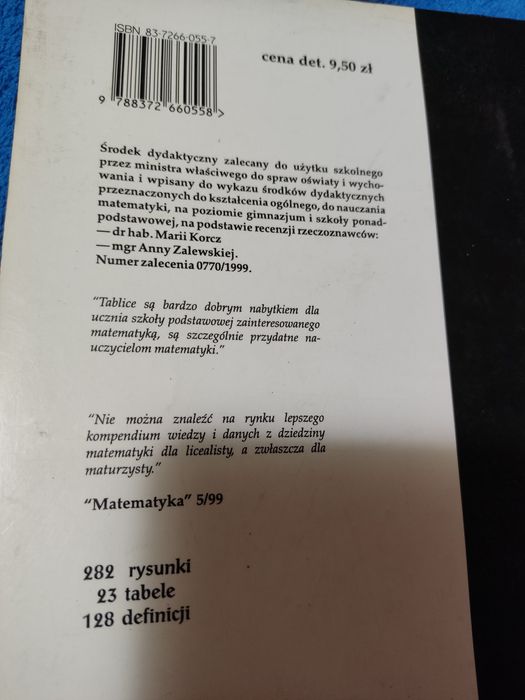 ISBN 83-7266-055-7
cena det. 9,50 zł
9 788372 660558 >
Środek dydaktyczny zalecany do użytku szkolnego
przez ministra właściwego do spraw oświaty i wycho-
wania i wpisany do wykazu środków dydaktycznych
przeznaczonych do kształcenia ogólnego, do nauczania
matematyki, na poziomie gimnazjum i szkoły ponad-
podstawowej, na podstawie recenzji rzeczoznawców:
— dr hab. Marii Korcz
— mgr Anny Zalewskiej.
Numer zalecenia 0770/1999.
"Tablice są bardzo dobrym nabytkiem dla
ucznia szkoły podstawowej zainteresowanego
matematyką, są szczególnie przydatne na-
uczycielom matematyki."
"Nie można znaleźć na rynku lepszego
kompendium wiedzy i danych z dziedziny
matematyki dla licealisty, a zwłaszcza dla
maturzysty."
"Matematyka" 5/99
282 rysunki
23 tabele
128 definicji